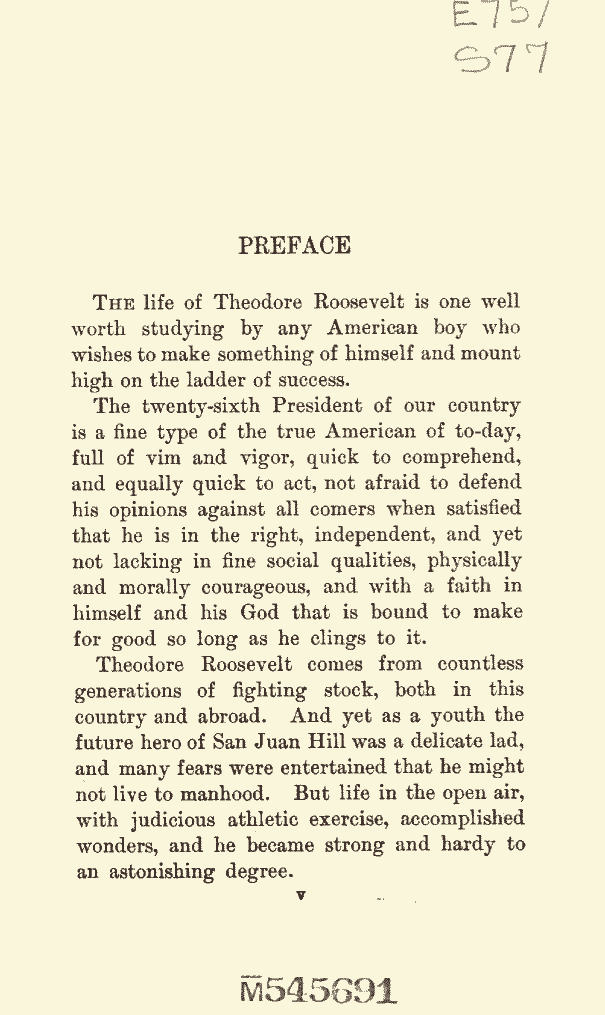 E757
S77
PREFACE
THE life of Theodore Roosevelt is one well
worth studying by any American boy who
wishes to make something of himself and mount
high on the ladder of success.
The twenty-sixth President of our country
is a fine type of the true American of to-day,
full of vim and vigor, quick to comprehend,
and equally quick to act, not afraid to defend
his opinions against all comers when satisfied
that he is in the right, independent, and yet
not lacking in fine social qualities, physically
and morally courageous, and with a faith in
himself and his God that is bound to make
for good so long as he clings to it.
Theodore Roosevelt comes from countless
generations of fighting stock, both in this
country and abroad. And yet as a youth the
future hero of San Juan Hill was a delicate lad,
and many fears were entertained that he might
not live to manhood. But life in the open air,
with judicious athletic exercise, accomplished
wonders, and he became strong and hardy to
an astonishing degree.
v
M545691